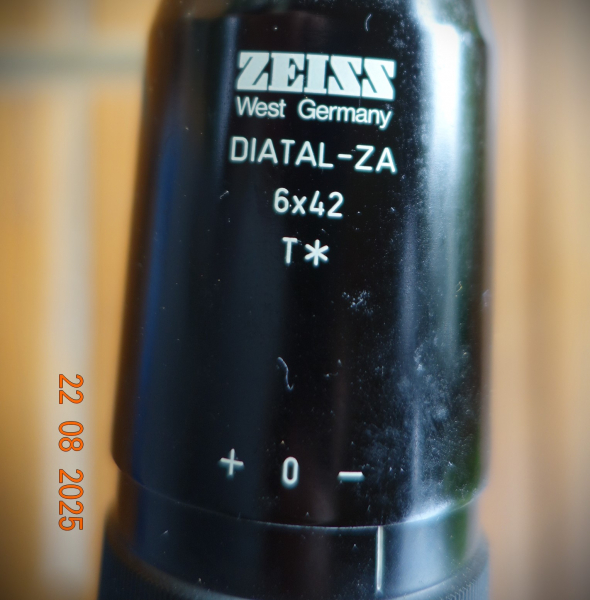 ZEISS
West Germany
DIATAL-ZA
6x42
T*
+ 0 -
22 08 2025